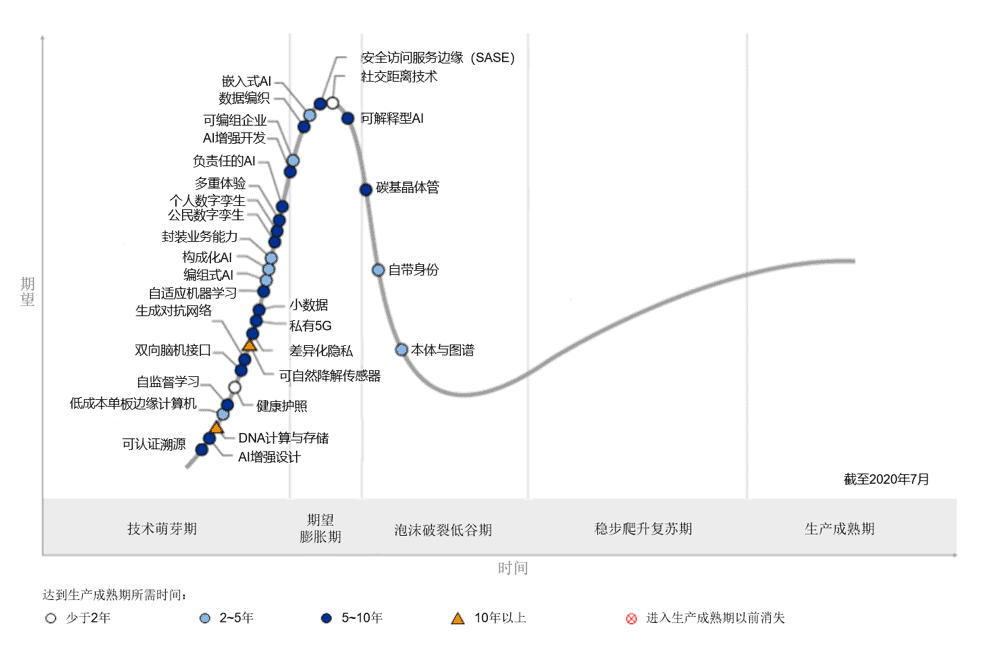 安全访问服务边缘（SASE）
社交距离技术
嵌入式AI
数据编织
可编组企业
可解释型AI
AI增强开发
负责任的AI
多重体验
碳基晶体管
个人数字孪生
公民数字孪生
封装业务能力
构成化AI
自带身份
编组式AI
自适应机器学习
小数据
生成对抗网络
私有5G
双向脑机接口
差异化隐私
本体与图谱
可自然降解传感器
自监督学习
低成本单板边缘计算机
健康护照
DNA计算与存储
可认证溯源
AI增强设计
期望
截至2020年7月
技术萌芽期
期望
膨胀期
泡沫破裂低谷期
稳步爬升复苏期
生产成熟期
时间
达到生产成熟期所需时间：
少于2年
2~5年
5~10年
10年以上
进入生产成熟期以前消失